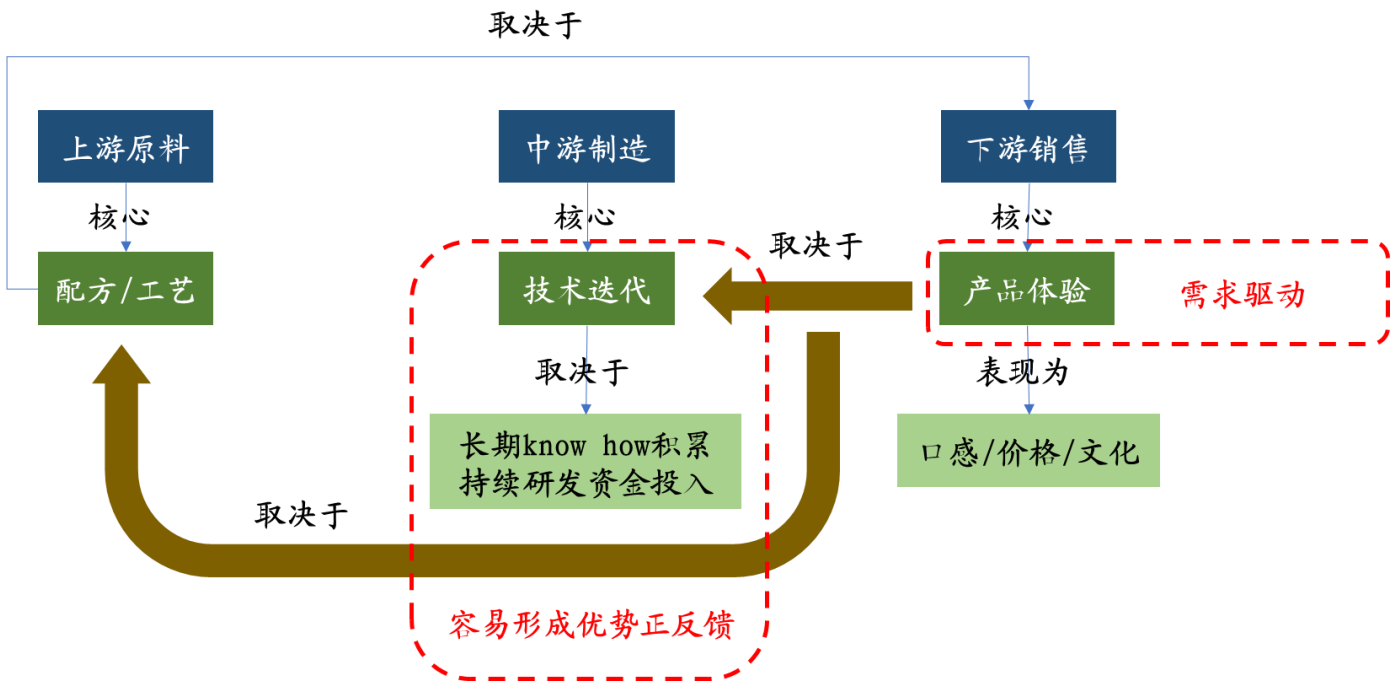 取决于
上游原料
中游制造
下游销售
核心
核心
核心
取决于
配方/工艺
技术迭代
产品体验
需求驱动
取决于
表现为
长期know how积累
持续研发资金投入
口感/价格/文化
取决于
容易形成优势正反馈